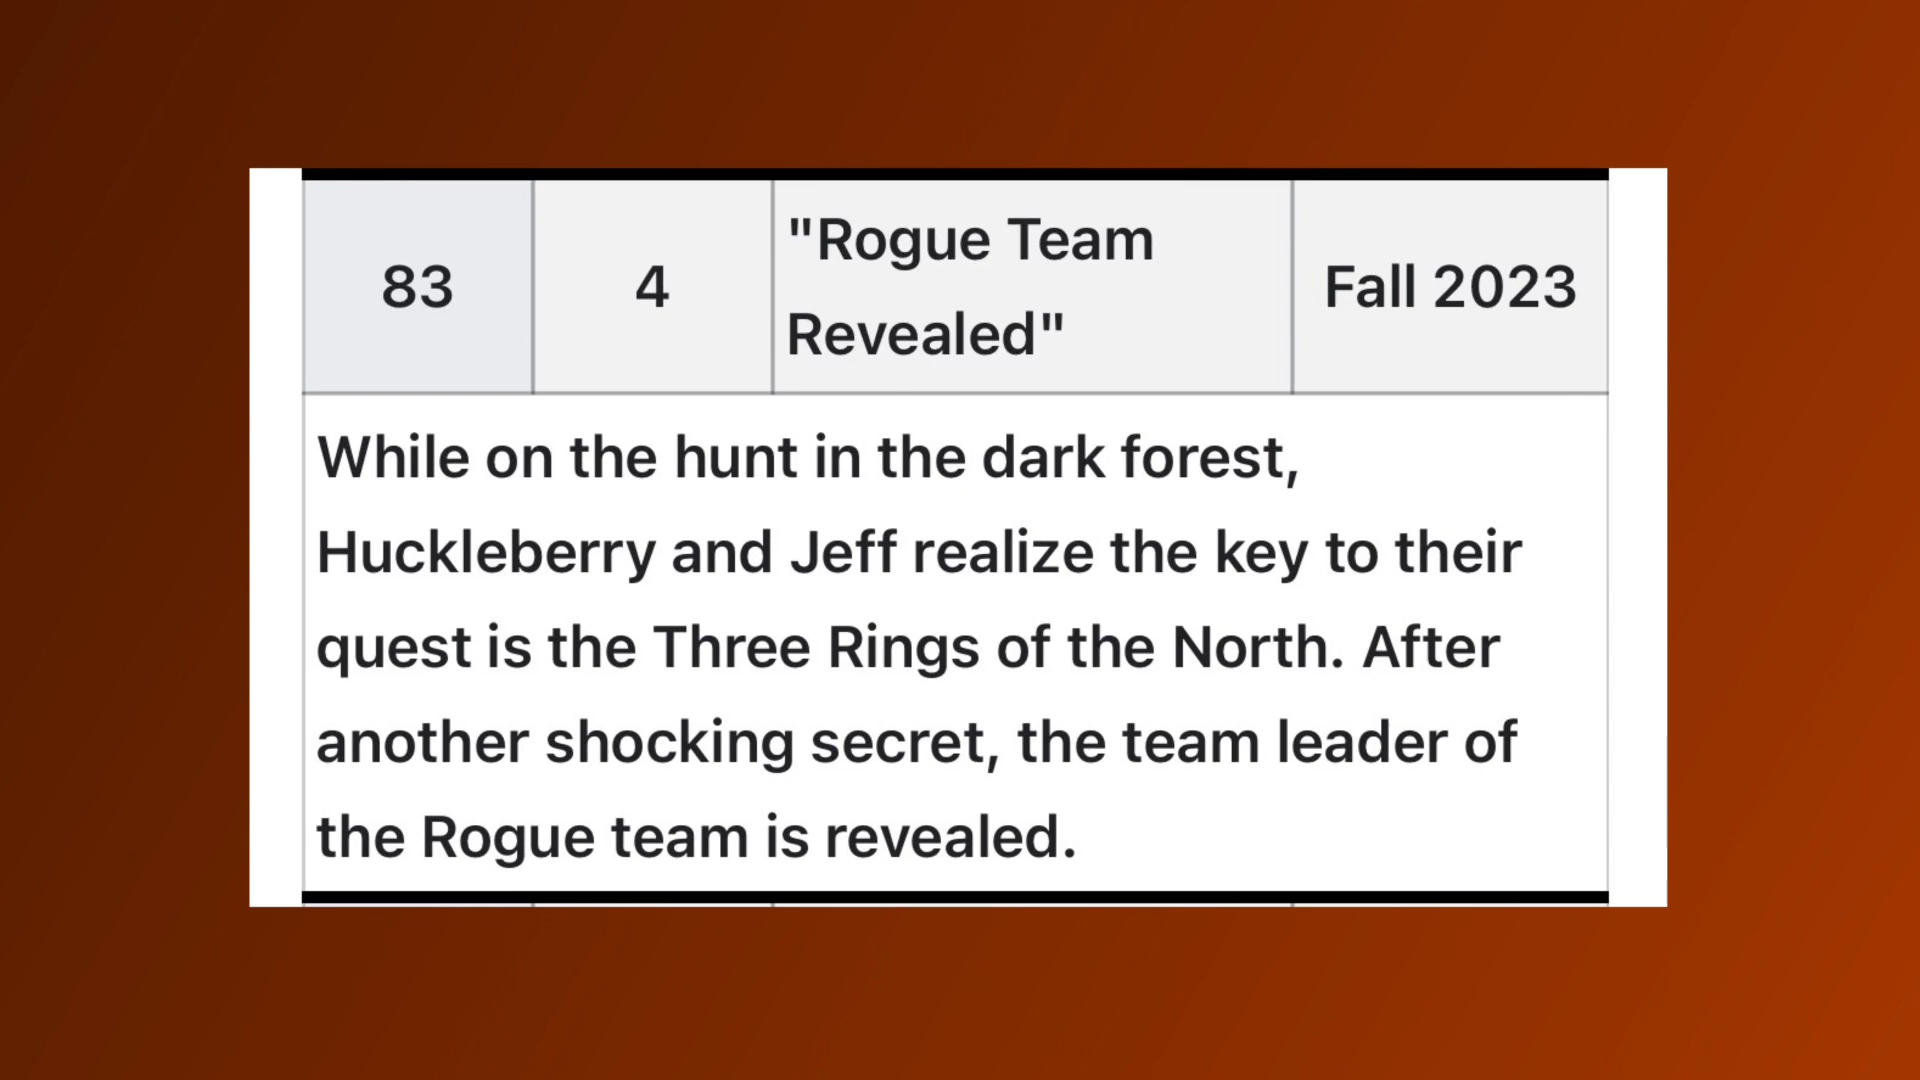 83
4
"Rogue Team
Revealed"
Fall 2023
While on the hunt in the dark forest,
Huckleberry and Jeff realize the key to their
quest is the Three Rings of the North. After
another shocking secret, the team leader of
the Rogue team is revealed.